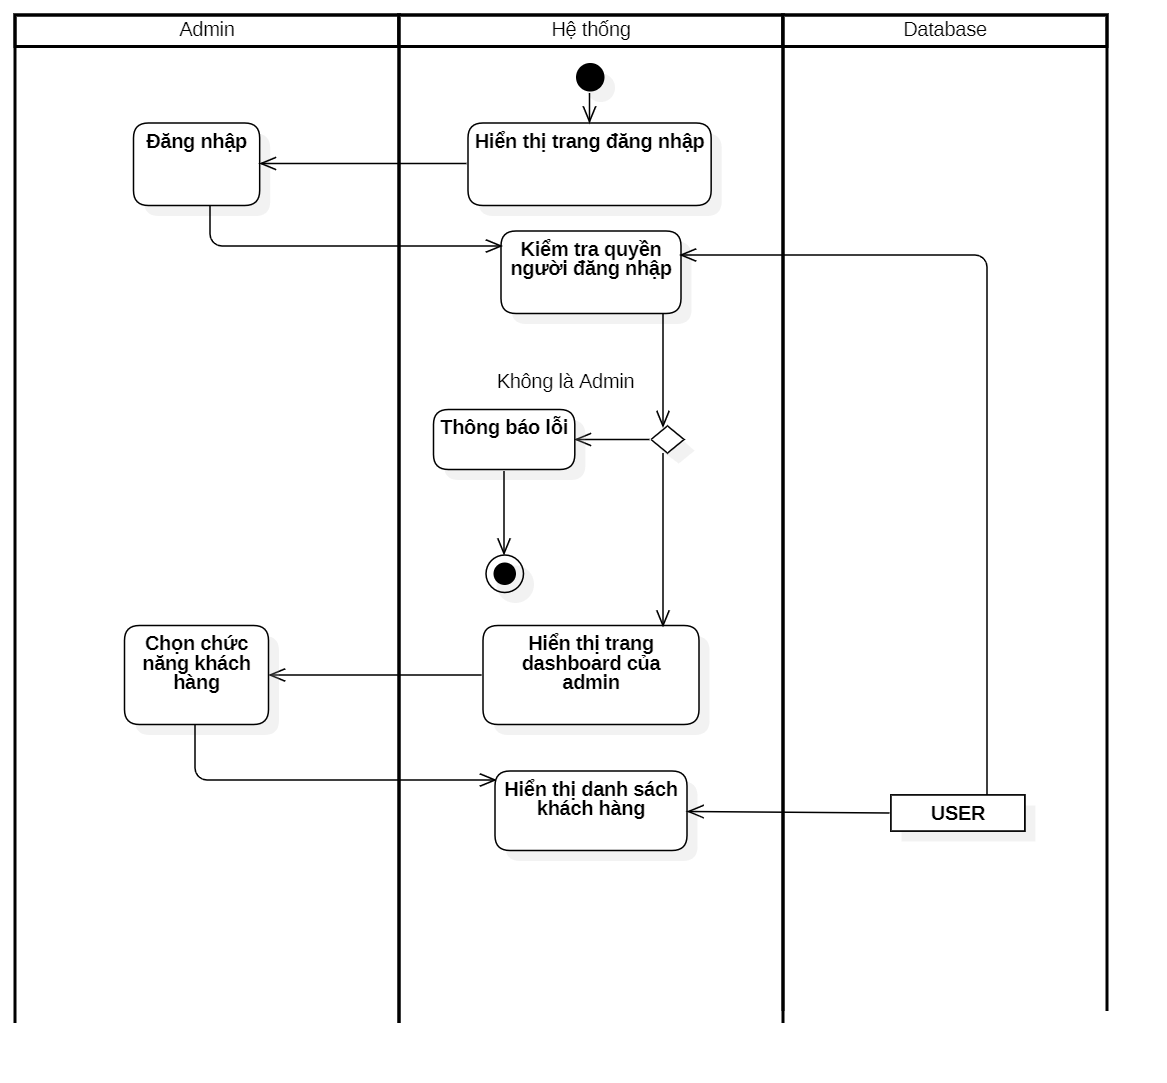 Admin
Hệ thống
Database
Đăng nhập
Hiển thị trang đăng nhập
Kiểm tra quyền
người đăng nhập
Không là Admin
Thông báo lỗi
Chọn chức
năng khách
hàng
Hiển thị trang
dashboard của
admin
Hiển thị danh sách
khách hàng
USER